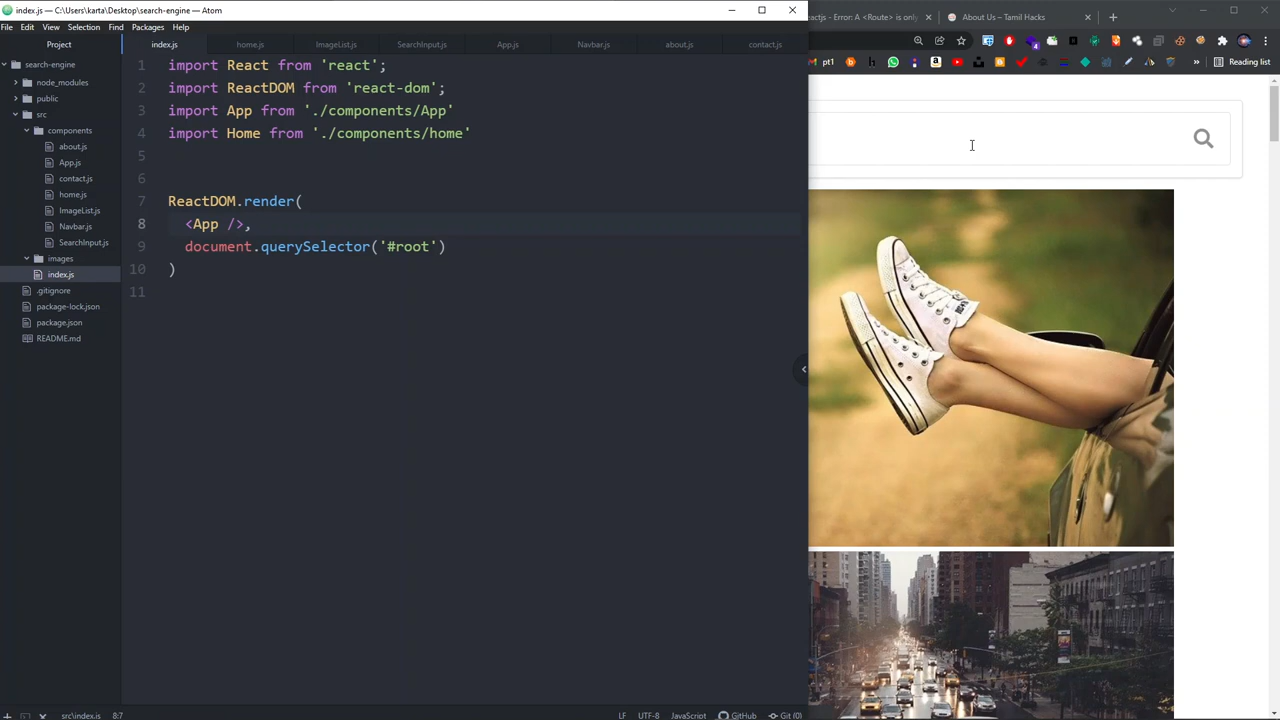 index.js — C:\Users\karta\Desktop\search-engine — Atom
File Edit View Selection Find Packages Help
Project
search-engine
node_modules
public
src
components
about.js
App.js
contact.js
home.js
ImageList.js
Navbar.js
SearchInput.js
images
index.js
.gitignore
package-lock.json
package.json
README.md
index.js home.js ImageList.js SearchInput.js App.js Navbar.js about.js contact.js
1 import React from 'react';
2 import ReactDOM from 'react-dom';
3 import App from './components/App'
4 import Home from './components/home'
5
6
7 ReactDOM.render(
8 <App />,
9 document.querySelector('#root')
10 )
11
src\index.js 8:7 LF UTF-8 JavaScript GitHub Git (0)
actjs - Error: A <Route> is only About Us – Tamil Hacks
pt1 Reading list